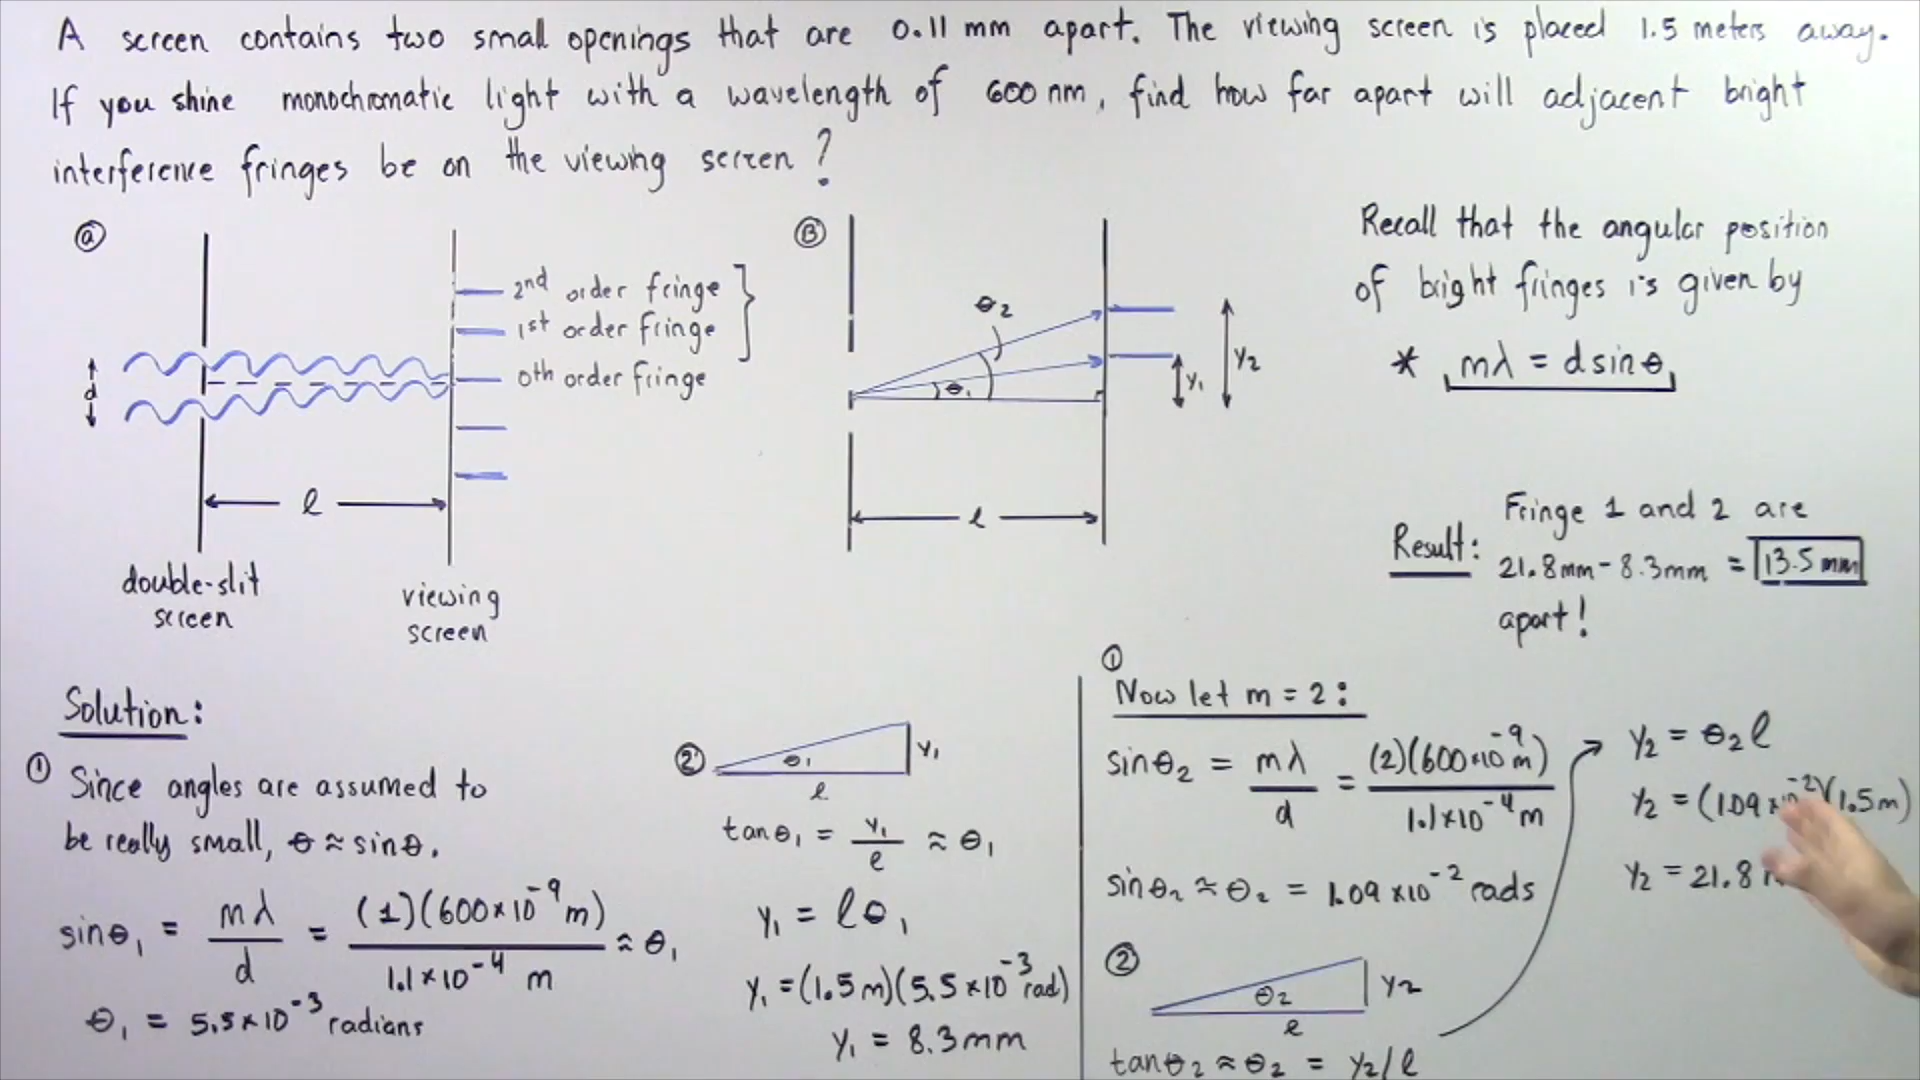 A screen contains two small openings that are 0.11 mm apart. The viewing screen is placed 1.5 meters away.
If you shine monochromatic light with a wavelength of 600 nm, find how far apart will adjacent bright
interference fringes be on the viewing screen?
ⓐ
2nd order fringe
1st order fringe
0th order fringe
d
l
double-slit
screen
viewing
screen
Ⓑ
θ2
θ1
y1
y2
l
Recall that the angular position
of bright fringes is given by
* mλ = d sinθ
Result: Fringe 1 and 2 are
21.8mm - 8.3mm = 13.5 mm
apart!
Solution:
① Since angles are assumed to
be really small, θ ≈ sinθ.
sinθ1 = mλ/d = (1)(600×10^-9 m)/1.1×10^-4 m ≈ θ1
θ1 = 5.5×10^-3 radians
②
θ1
y1
l
tanθ1 = y1/l ≈ θ1
y1 = lθ1
y1 = (1.5m)(5.5×10^-3 rad)
y1 = 8.3mm
①
Now let m = 2:
sinθ2 = mλ/d = (2)(600×10^-9 m)/1.1×10^-4 m
sinθ2 ≈ θ2 = 1.09×10^-2 rads
②
θ2
y2
l
tanθ2 ≈ θ2 = y2/l
y2 = θ2l
y2 = (1.09×10^-2)(1.5m)
y2 = 21.8